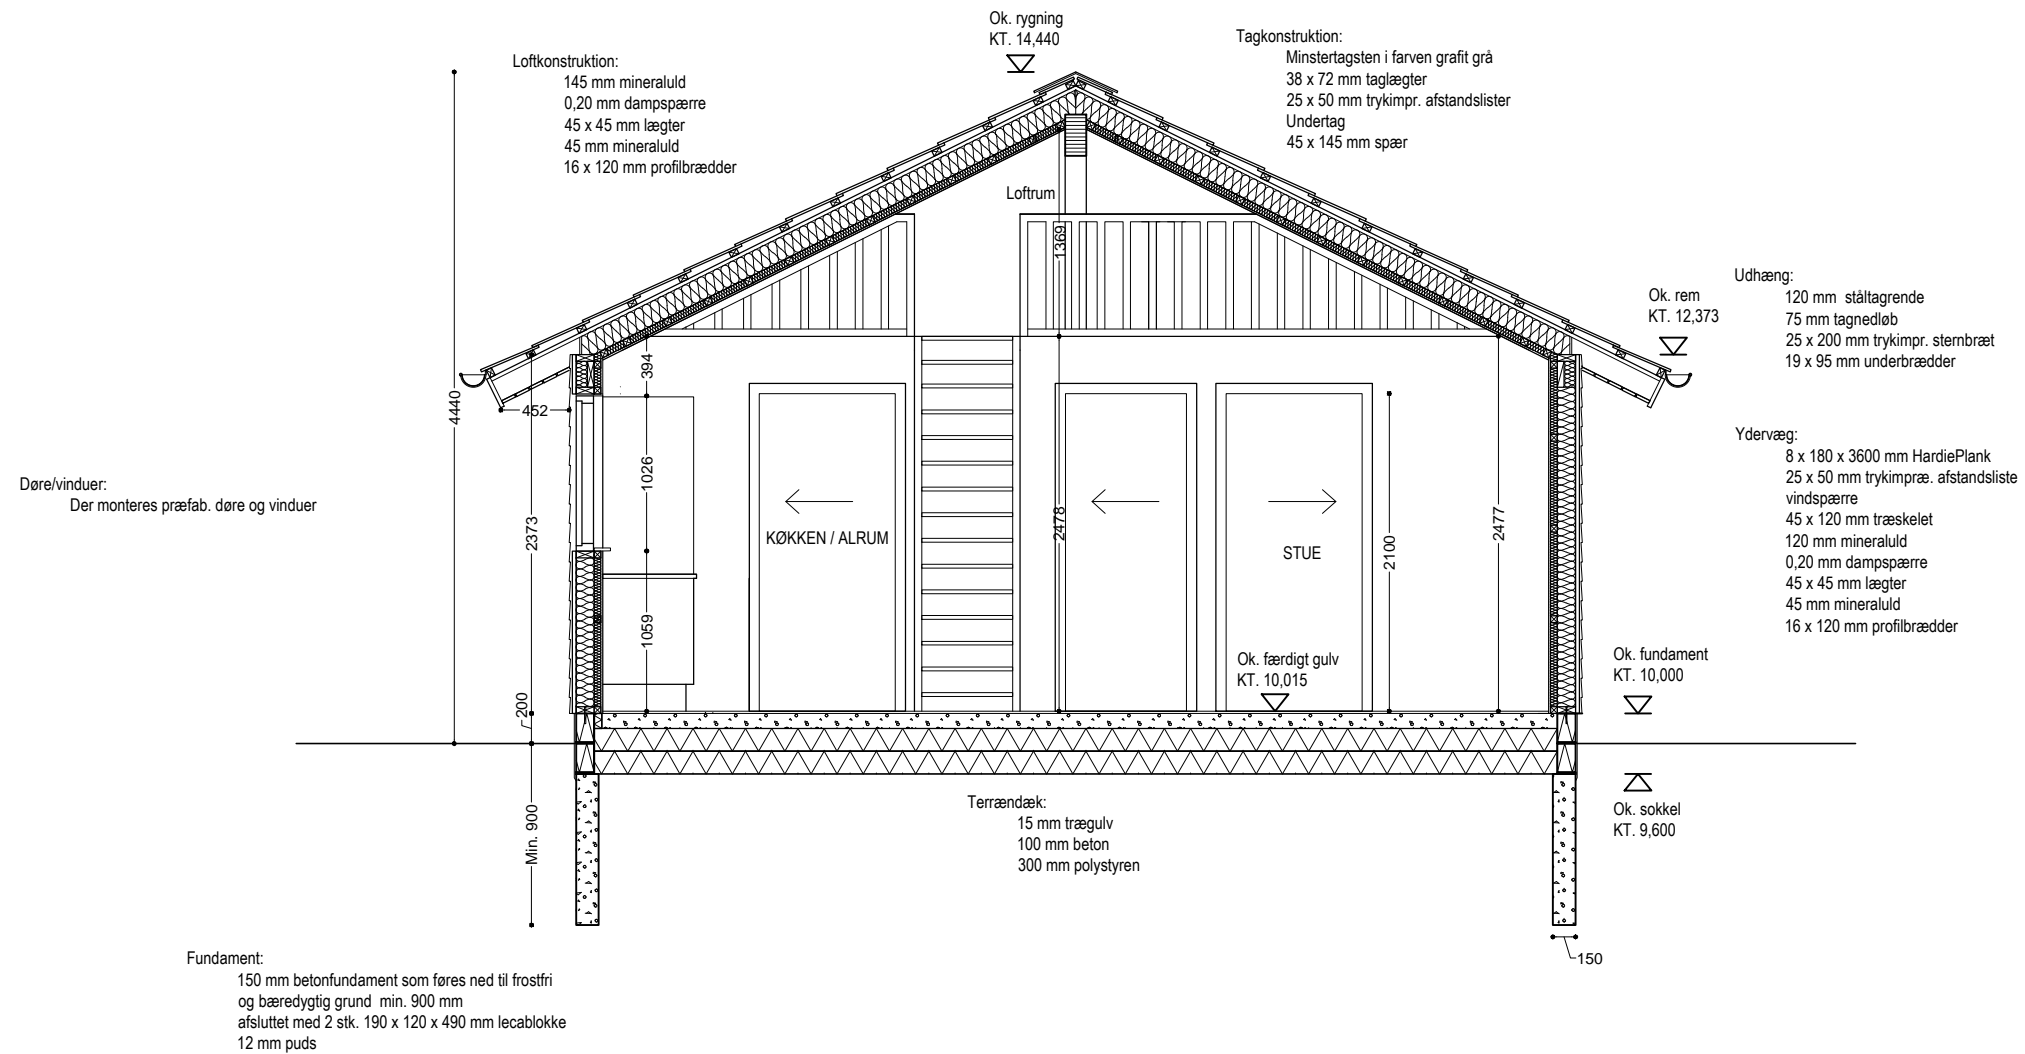 Ok. rygning
KT. 14,440
Tagkonstruktion:
Minstertagsten i farven grafit grå
38 x 72 mm taglægter
25 x 50 mm trykimpr. afstandslister
Undertag
45 x 145 mm spær
Loftkonstruktion:
145 mm mineraluld
0,20 mm dampspærre
45 x 45 mm lægter
45 mm mineraluld
16 x 120 mm profilbrædder
Loftrum
1369
Udhæng:
120 mm  ståltagrende
75 mm tagnedløb
25 x 200 mm trykimpr. sternbræt
19 x 95 mm underbrædder
Ok. rem
KT. 12,373
4440
452
394
1026
1059
2373
200
Min. 900
2478
2100
2477
Ydervæg:
8 x 180 x 3600 mm HardiePlank
25 x 50 mm trykimpræ. afstandsliste
vindspærre
45 x 120 mm træskelet
120 mm mineraluld
0,20 mm dampspærre
45 x 45 mm lægter
45 mm mineraluld
16 x 120 mm profilbrædder
Døre/vinduer:
Der monteres præfab. døre og vinduer
KØKKEN / ALRUM
STUE
Ok. færdigt gulv
KT. 10,015
Ok. fundament
KT. 10,000
Ok. sokkel
KT. 9,600
Terrændæk:
15 mm trægulv
100 mm beton
300 mm polystyren
150
Fundament:
150 mm betonfundament som føres ned til frostfri
og bæredygtig grund  min. 900 mm
afsluttet med 2 stk. 190 x 120 x 490 mm lecablokke
12 mm puds